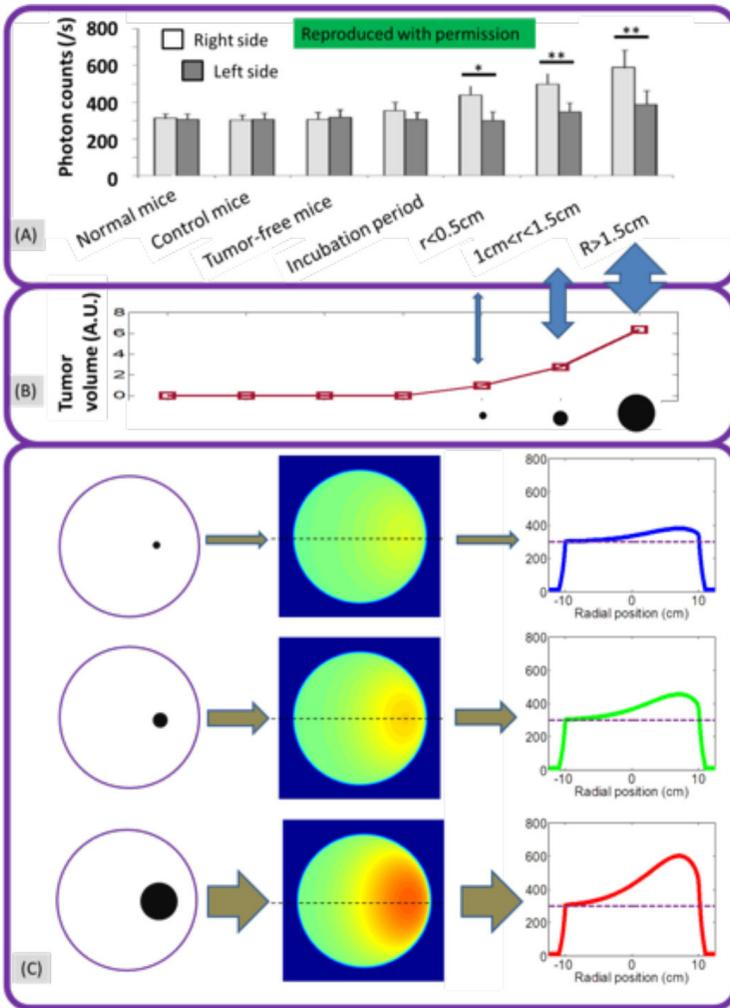 Photon counts (/s)
800
600
400
200
0
Right side
Left side
Reproduced with permission
*
**
**
Normal mice
Control mice
Tumor-free mice
Incubation period
r<0.5cm
1cm<r<1.5cm
R>1.5cm
(A)
Tumor
volume (A.U.)
8
6
4
2
0
(B)
800
600
400
200
0
-10 0 10
Radial position (cm)
800
600
400
200
0
-10 0 10
Radial position (cm)
800
600
400
200
0
-10 0 10
Radial position (cm)
(C)